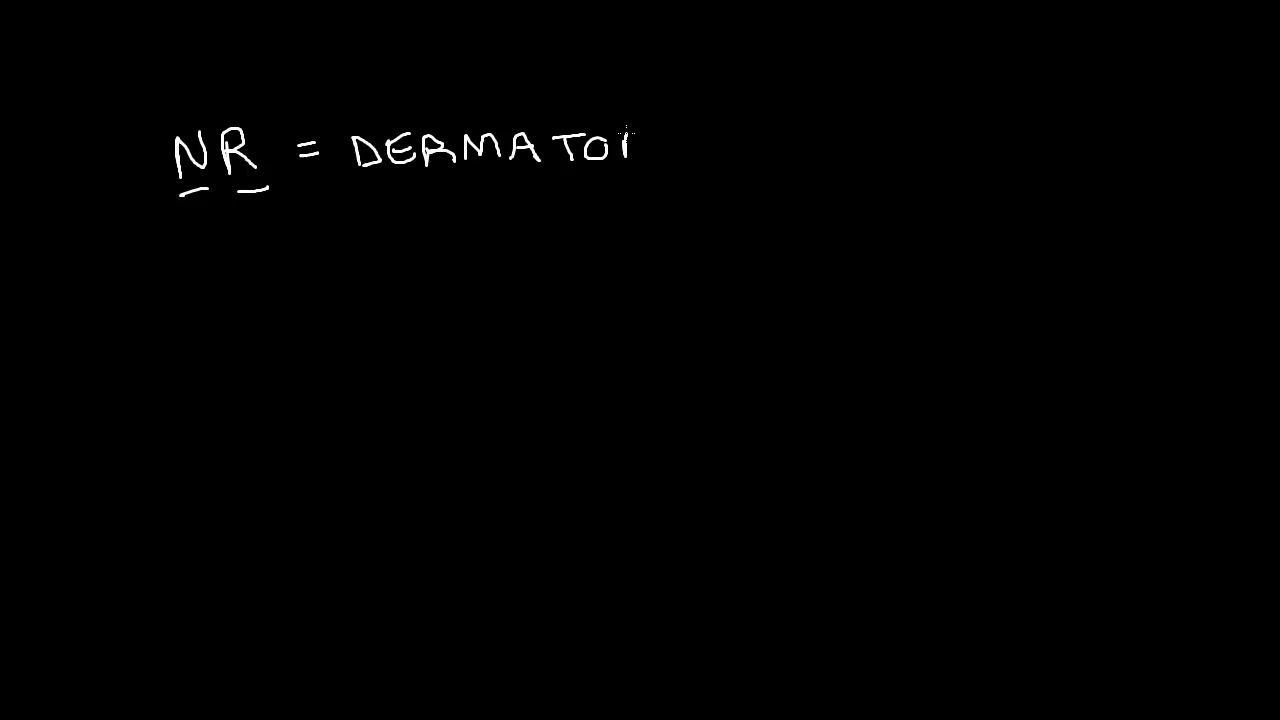 NR = DERMATO